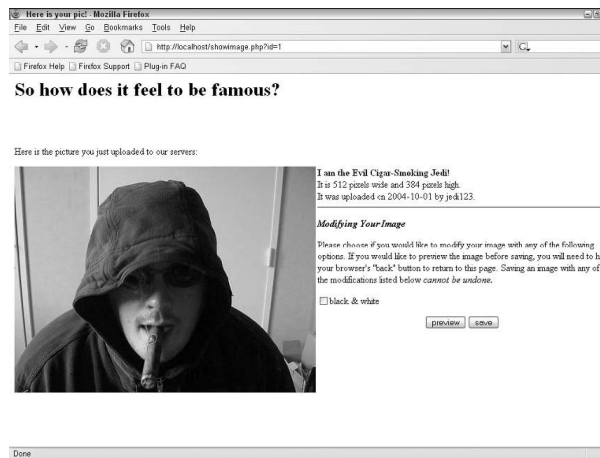 Here is your pic! - Mozilla Firefox
File Edit View Go Bookmarks Tools Help
http://localhost/showimage.php?id=1
Firefox Help Firefox Support Plug-in FAQ
So how does it feel to be famous?
Here is the picture you just uploaded to our servers:
I am the Evil Cigar-Smoking Jedi!
It is 512 pixels wide and 384 pixels high.
It was uploaded on 2004-10-01 by jedi123.
Modifying Your Image
Please choose if you would like to modify your image with any of the following
options. If you would like to preview the image before saving, you will need to h
your browser's "back" button to return to this page. Saving an image with any of
the modifications listed below cannot be undone.
black & white
preview save
Done